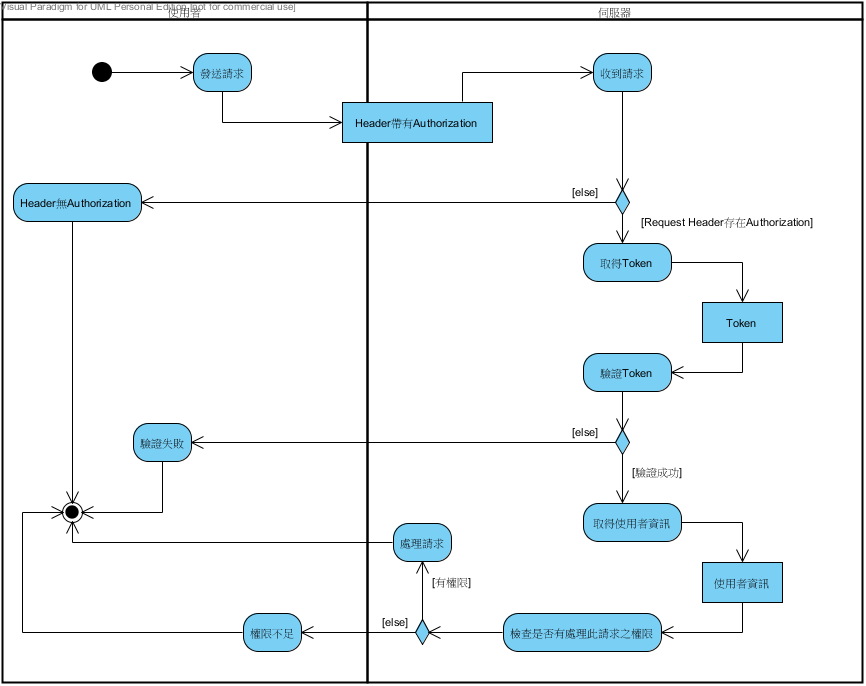 Visual Paradigm for UML Personal Edition [not for commercial use]
使用者
伺服器
發送請求
收到請求
Header帶有Authorization
[else]
Header無Authorization
[Request Header存在Authorization]
取得Token
Token
驗證Token
[else]
驗證失敗
[驗證成功]
取得使用者資訊
處理請求
[有權限]
使用者資訊
[else]
權限不足
檢查是否有處理此請求之權限